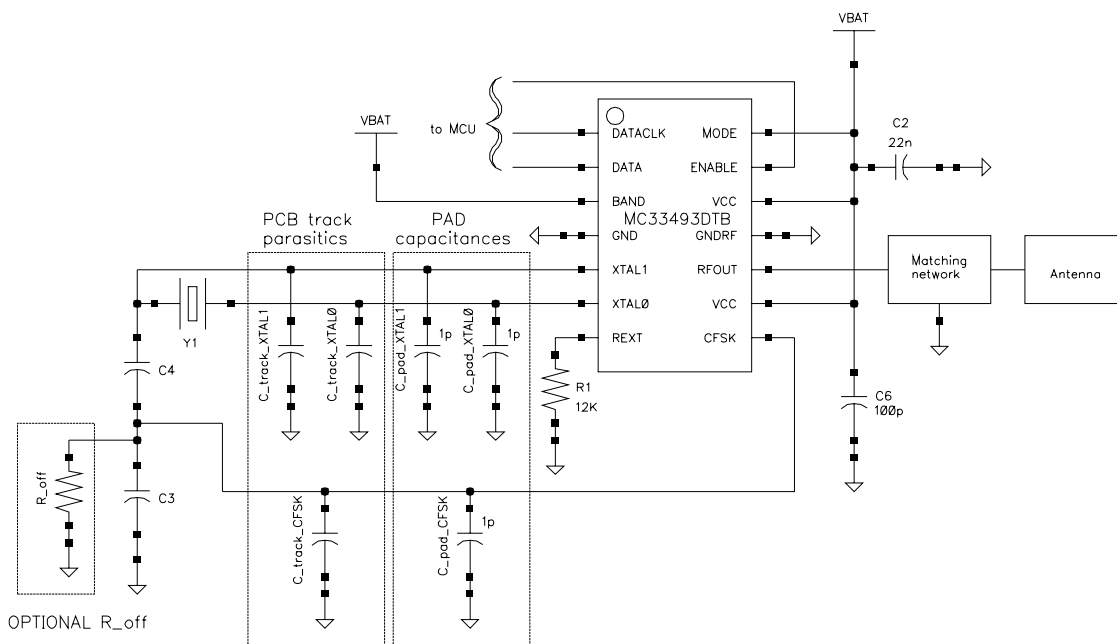 VBAT
C2
22n
to MCU
VBAT
DATACLK
MODE
DATA
ENABLE
BAND
VCC
MC33493DTB
GND
GNDRF
XTAL1
RFOUT
XTAL0
VCC
REXT
CFSK
Matching
network
Antenna
PCB track
parasitics
PAD
capacitances
Y1
C_track_XTAL1
C_track_XTAL0
C_pad_XTAL1
1p
C_pad_XTAL0
1p
R1
12K
C6
100p
C4
R_off
C3
C_track_CFSK
C_pad_CFSK
1p
OPTIONAL R_off